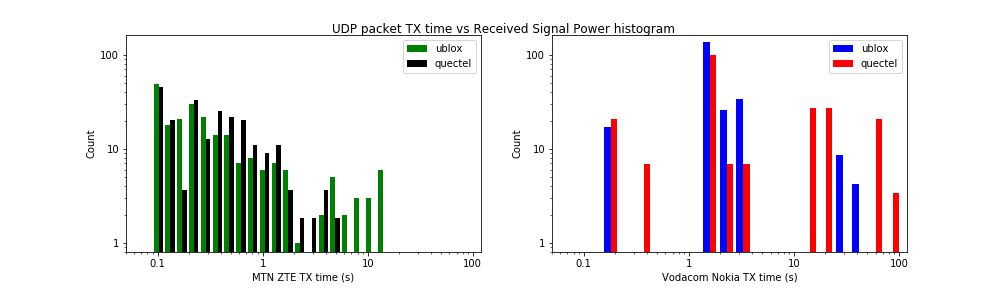 UDP packet TX time vs Received Signal Power histogram
100
10
1
Count
0.1
1
10
100
MTN ZTE TX time (s)
ublox
quectel
100
10
1
Count
0.1
1
10
100
Vodacom Nokia TX time (s)
ublox
quectel